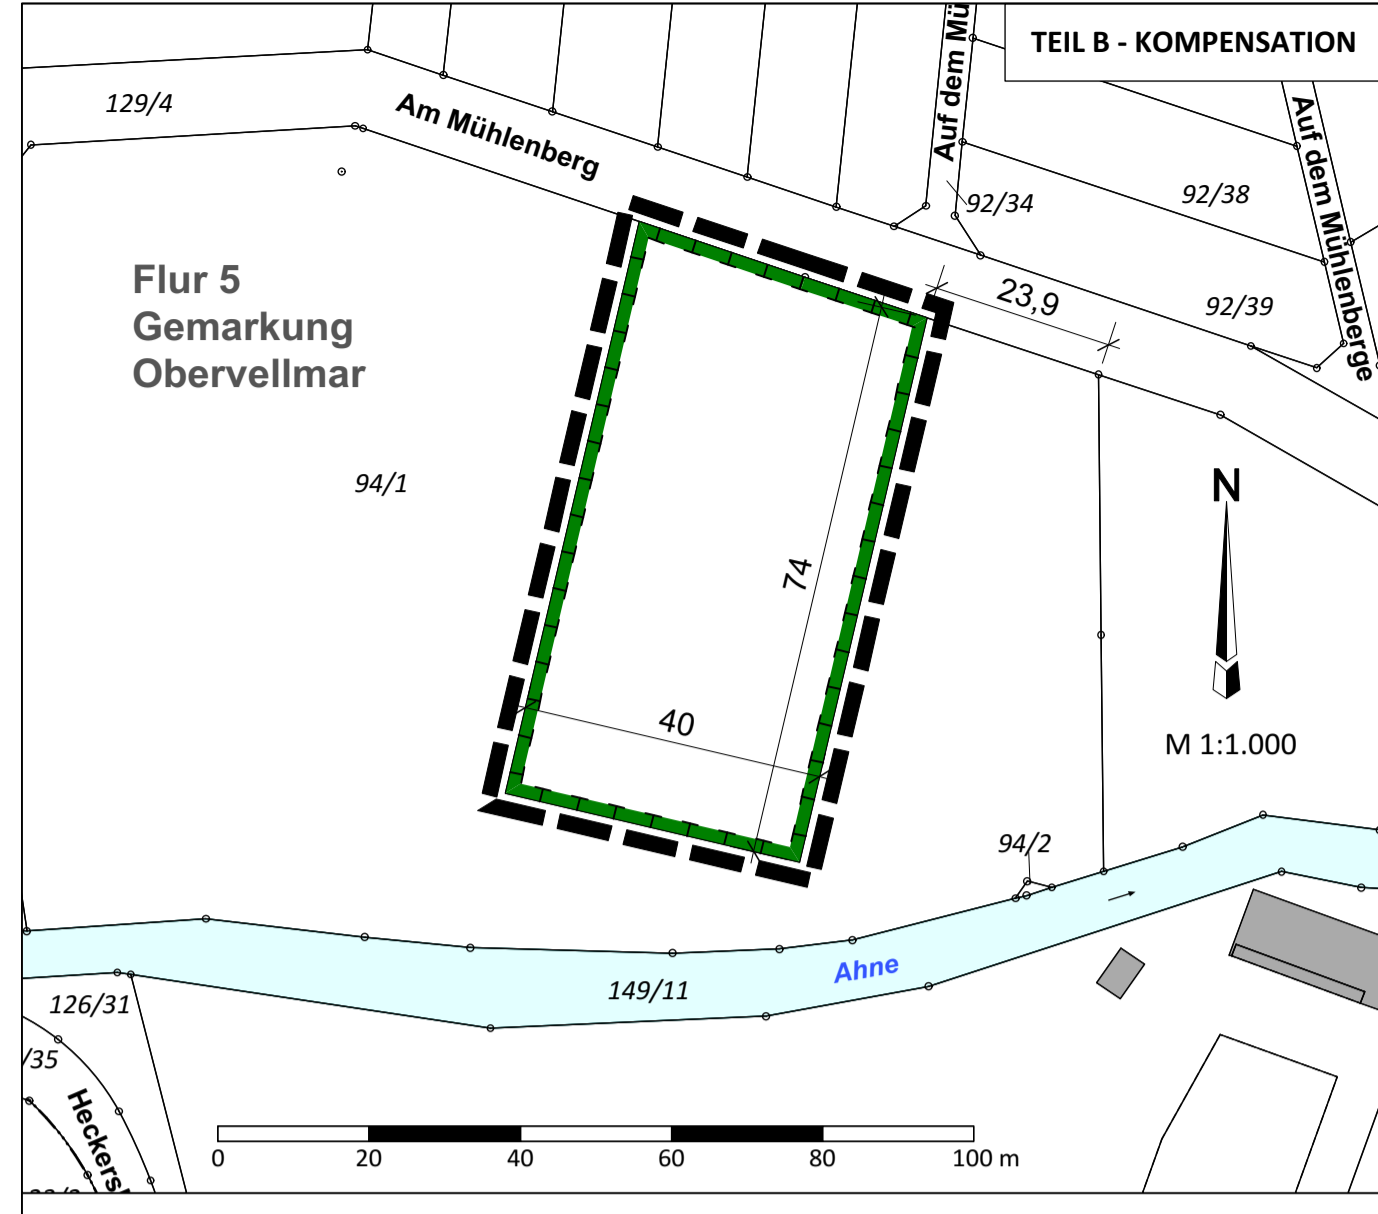 TEIL B - KOMPENSATION
129/4
Am Mühlenberg
Auf dem Mü
Auf dem Mühlenberge
92/34
92/38
92/39
23,9
Flur 5
Gemarkung
Obervellmar
94/1
74
40
N
M 1:1.000
94/2
Ahne
149/11
126/31
/35
0 20 40 60 80 100 m